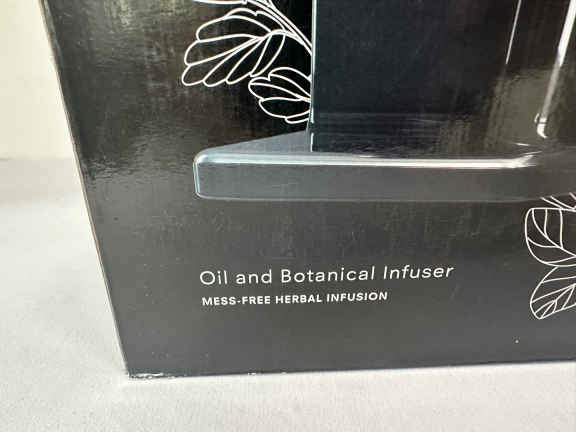 Oil and Botanical Infuser
MESS-FREE HERBAL INFUSION